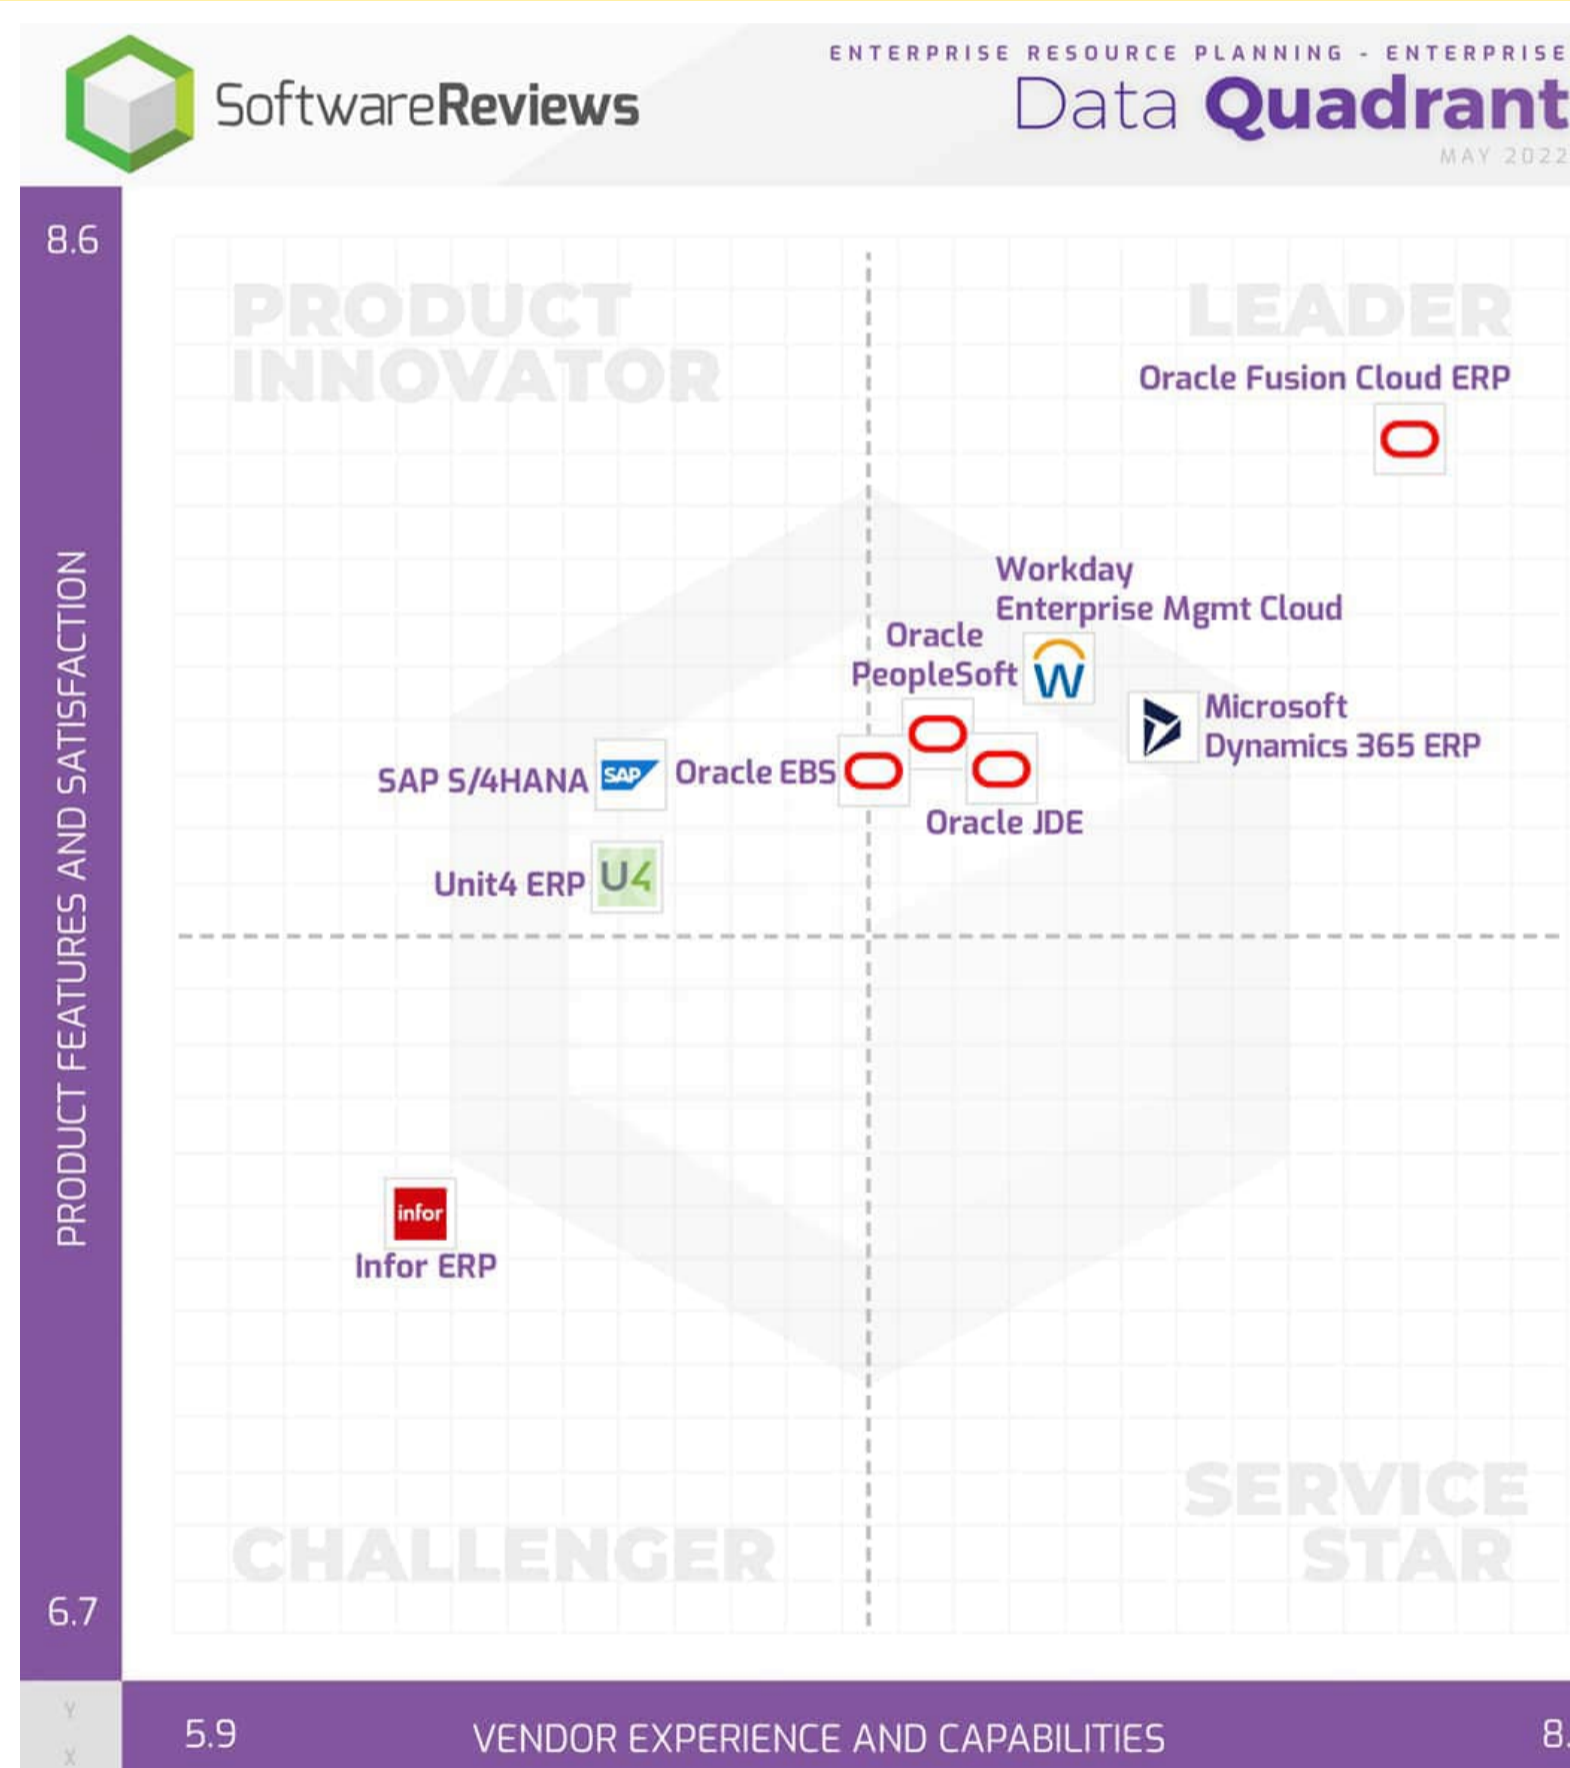 SoftwareReviews
ENTERPRISE RESOURCE PLANNING - ENTERPRISE
Data Quadrant
MAY 2022
8.6
PRODUCT
INNOVATOR
LEADER
Oracle Fusion Cloud ERP
Workday
Enterprise Mgmt Cloud
Oracle
PeopleSoft
W
Microsoft
Dynamics 365 ERP
SAP S/4HANA
SAP
Oracle EBS
Oracle JDE
Unit4 ERP
U4
PRODUCT FEATURES AND SATISFACTION
infor
Infor ERP
CHALLENGER
SERVICE
STAR
6.7
Y
X
5.9
VENDOR EXPERIENCE AND CAPABILITIES
8.